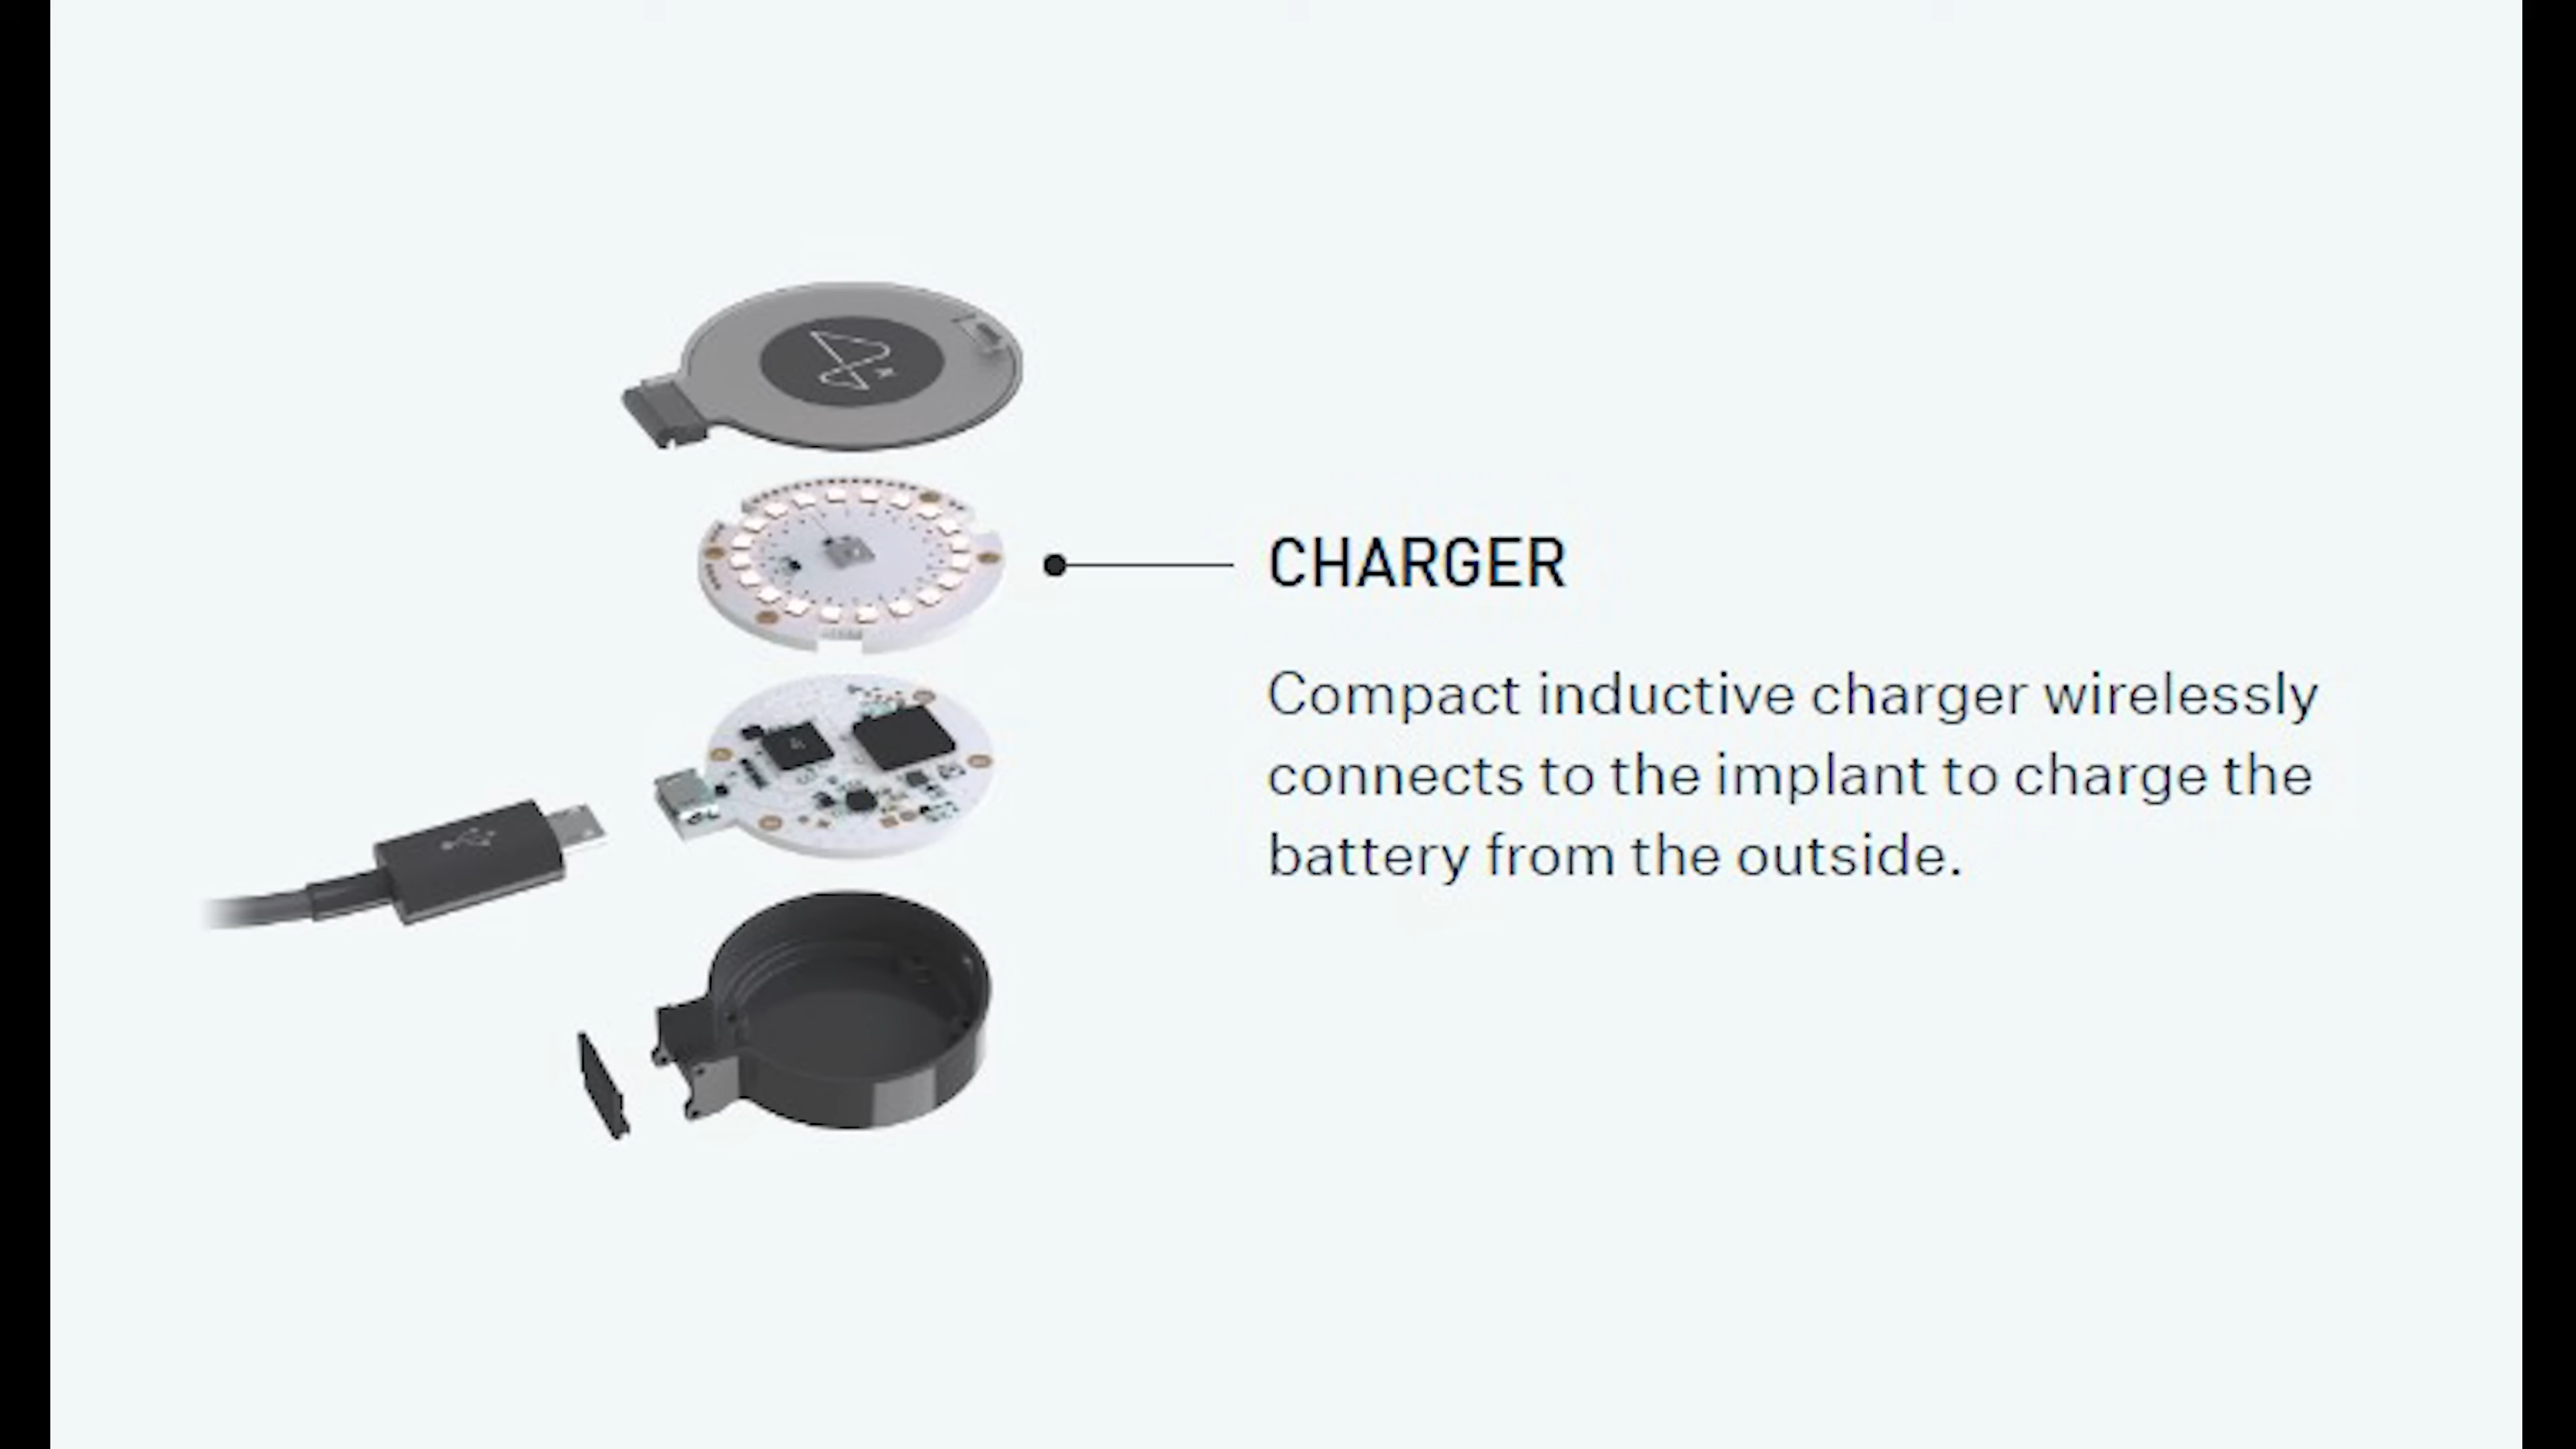 CHARGER
Compact inductive charger wirelessly
connects to the implant to charge the
battery from the outside.